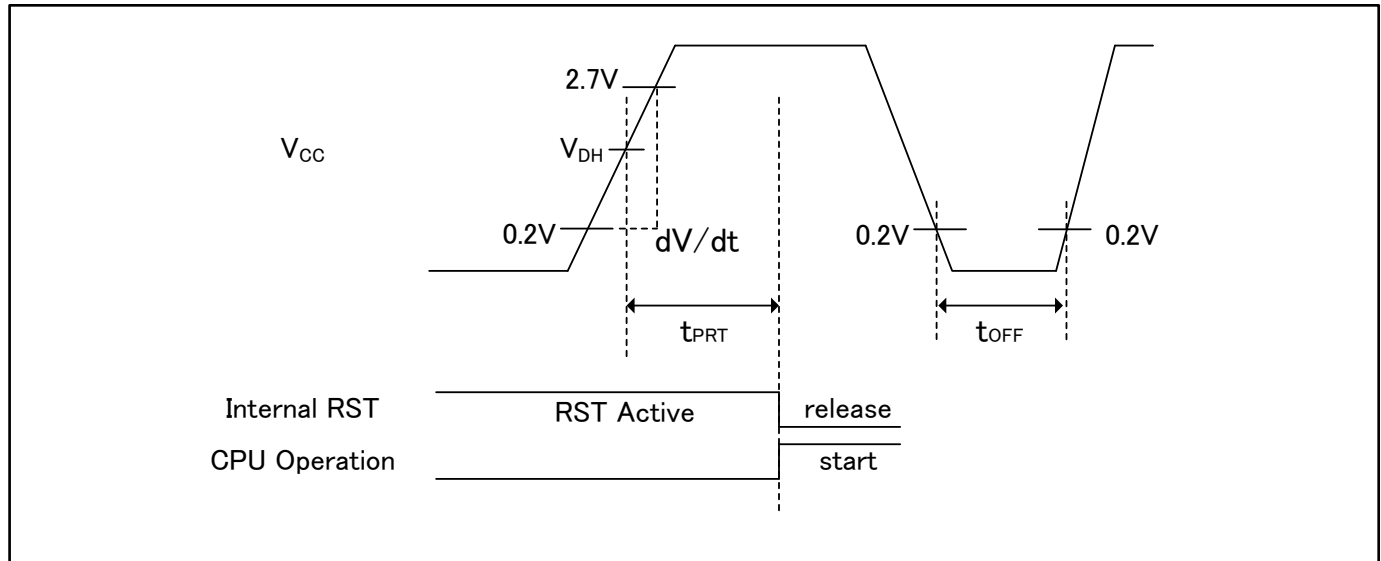 2.7V
VCC
VDH
0.2V
dV/dt
0.2V
0.2V
tPRT
tOFF
Internal RST
RST Active
release
CPU Operation
start